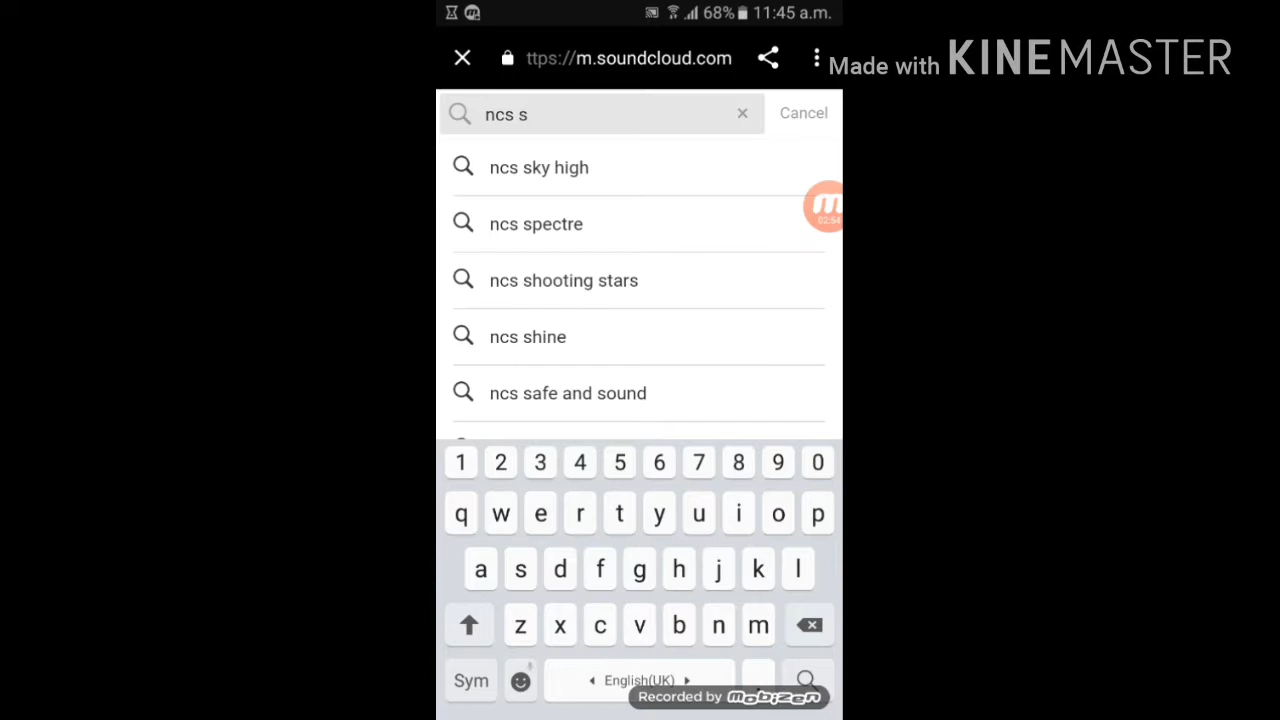 68% 11:45 a.m.
ttps://m.soundcloud.com
Made with KINEMASTER
ncs s
Cancel
ncs sky high
02:54
ncs spectre
ncs shooting stars
ncs shine
ncs safe and sound
1 2 3 4 5 6 7 8 9 0
q w e r t y u i o p
a s d f g h j k l
z x c v b n m
Sym English(UK)
Recorded by mobizen